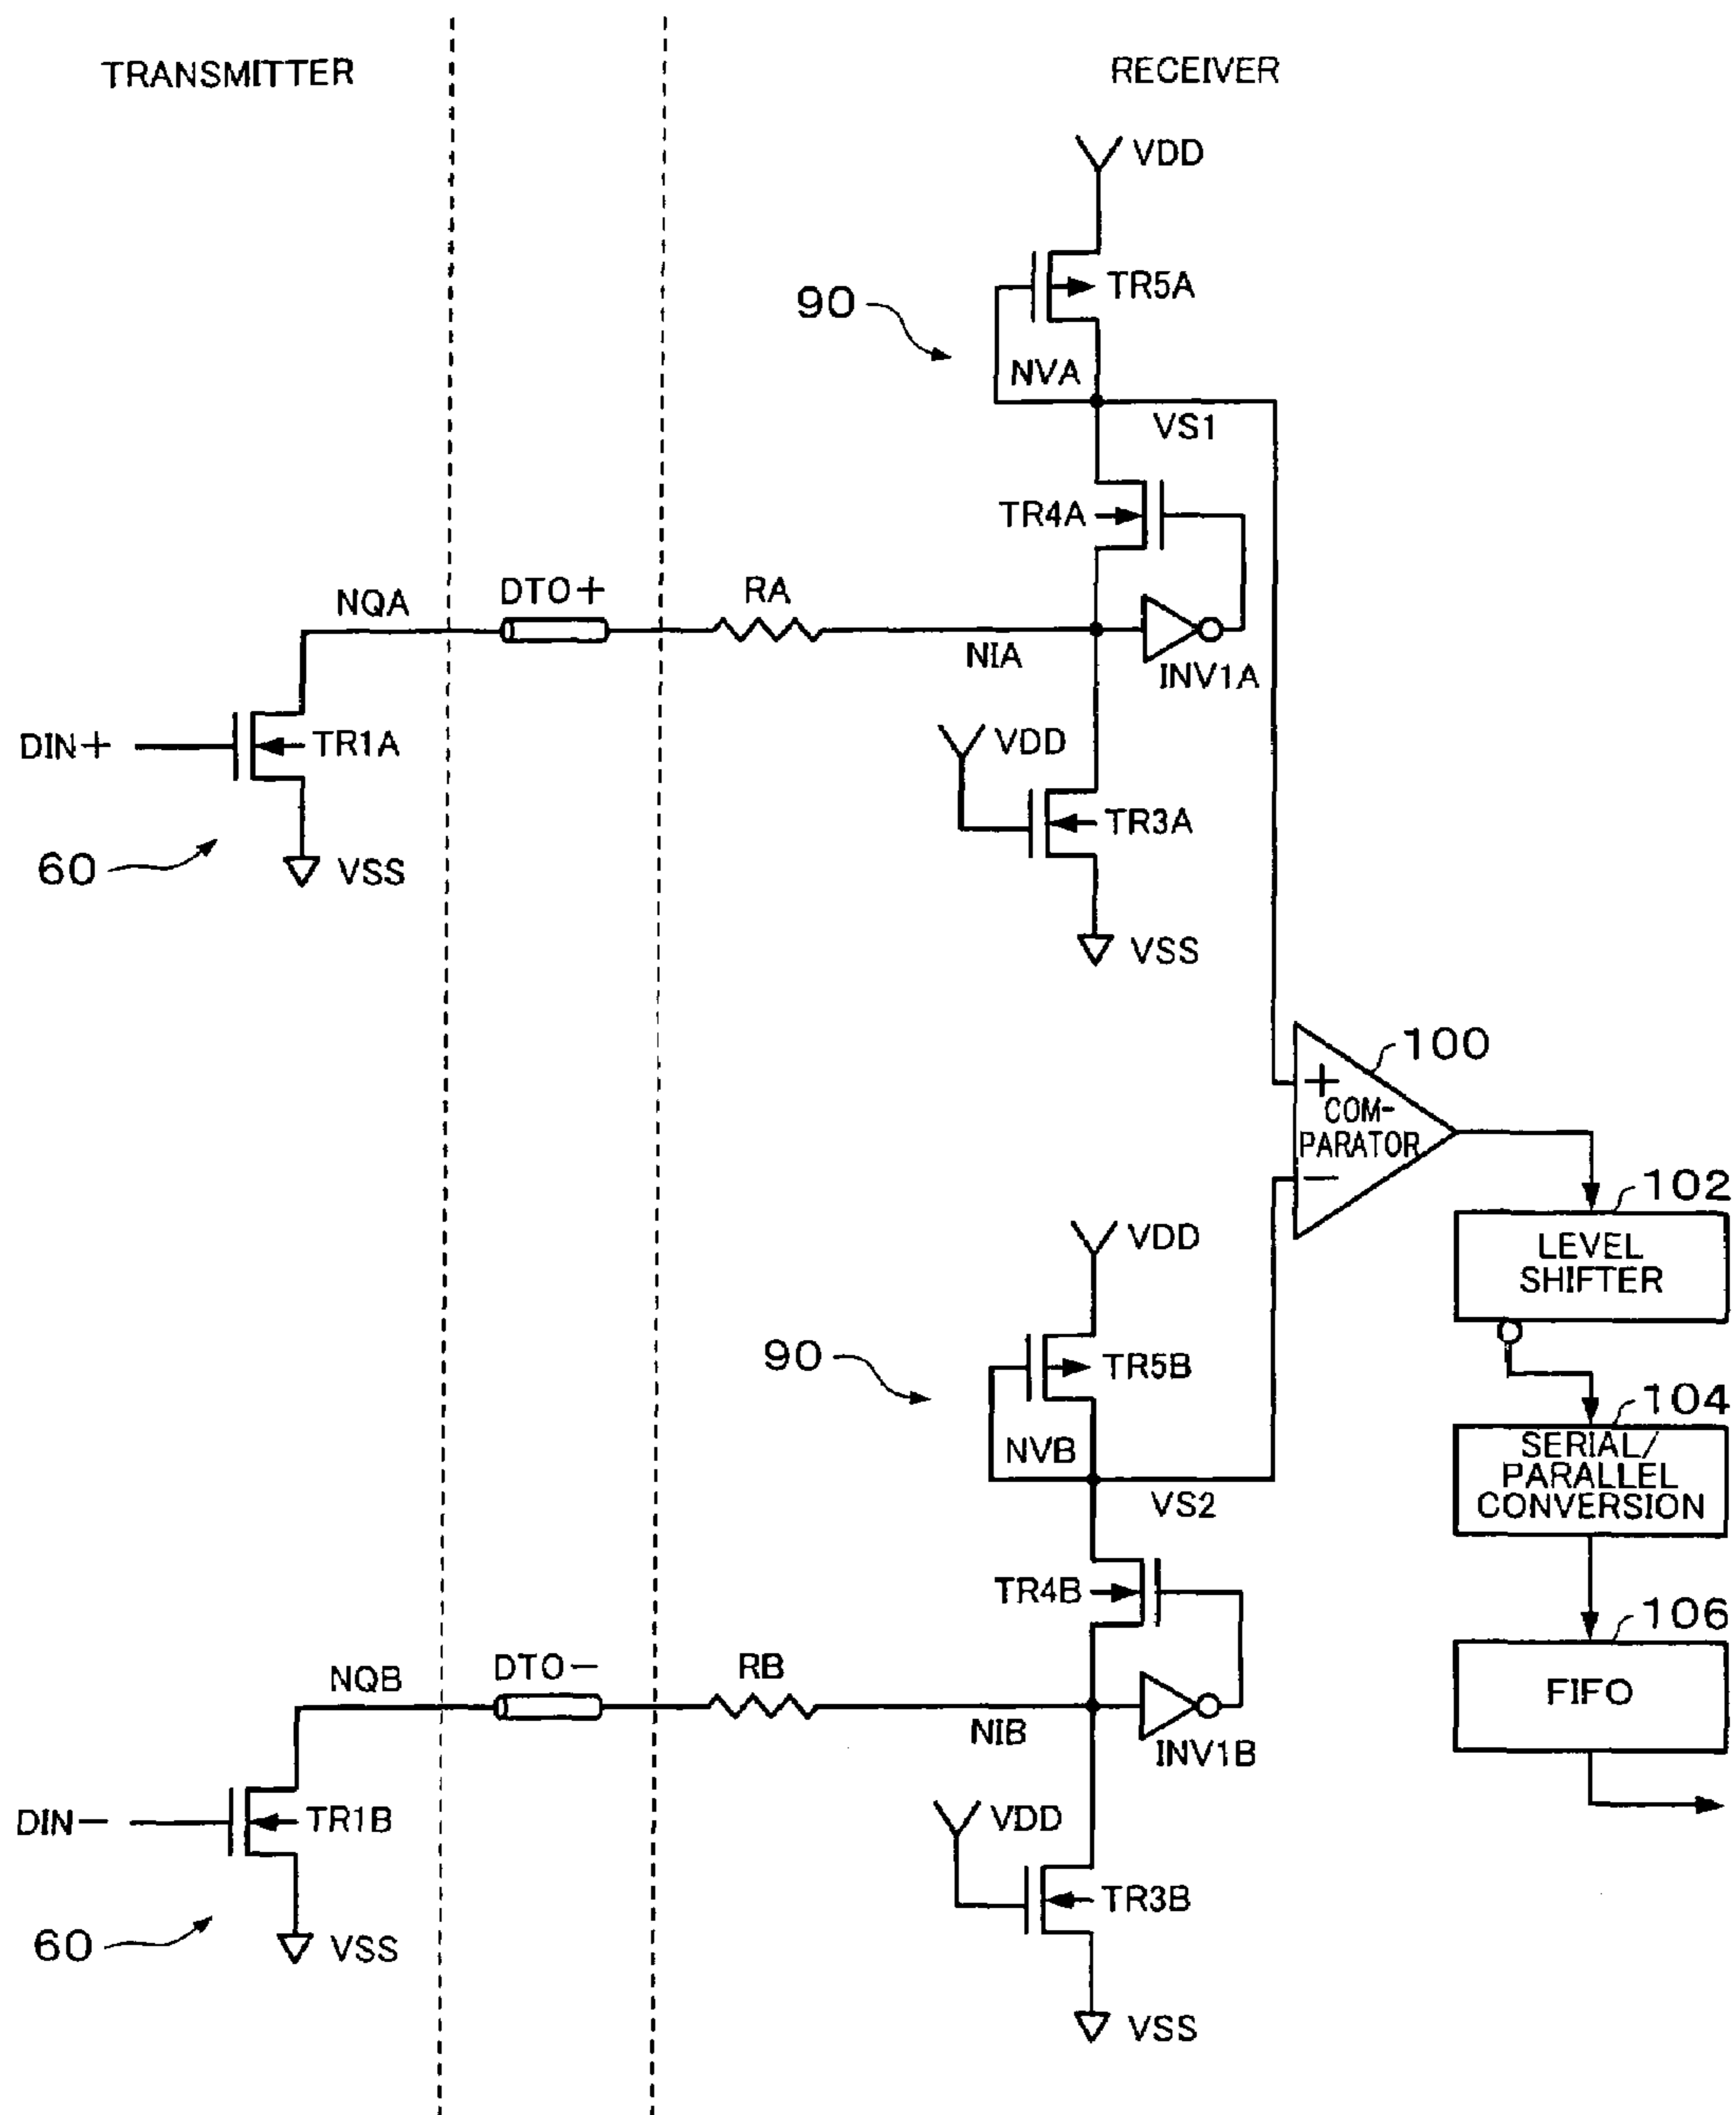 TRANSMITTER
RECEIVER
VDD
TR5A
90
NVA
VS1
TR4A
NQA
DTO+
RA
NIA
INV1A
DIN+
TR1A
VDD
TR3A
60
VSS
VSS
100
+
COM-
PARATOR
−
102
LEVEL
SHIFTER
VDD
TR5B
90
104
SERIAL/
PARALLEL
CONVERSION
NVB
VS2
TR4B
106
FIFO
NQB
DTO−
RB
NIB
INV1B
DIN−
TR1B
VDD
TR3B
60
VSS
VSS